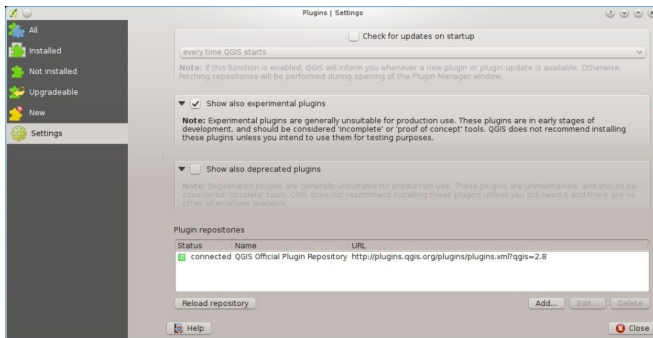 Plugins | Settings
All
Installed
Not installed
Upgradeable
New
Settings
Check for updates on startup
every time QGIS starts
Note: If this function is enabled, QGIS will inform you whenever a new plugin or plugin update is available. Otherwise,
fetching repositories will be performed during opening of the Plugin Manager window.
Show also experimental plugins
Note: Experimental plugins are generally unsuitable for production use. These plugins are in early stages of
development, and should be considered 'incomplete' or 'proof of concept' tools. QGIS does not recommend installing
these plugins unless you intend to use them for testing purposes.
Show also deprecated plugins
Note: Deprecated plugins are generally unsuitable for production use. These plugins are unmaintained, and should be
considered 'obsolete' tools. QGIS does not recommend installing these plugins unless you still need it and there are no
other alternatives available.
Plugin repositories
Status Name URL
connected QGIS Official Plugin Repository http://plugins.qgis.org/plugins/plugins.xml?qgis=2.8
Reload repository Add... Edit... Delete
Help Close